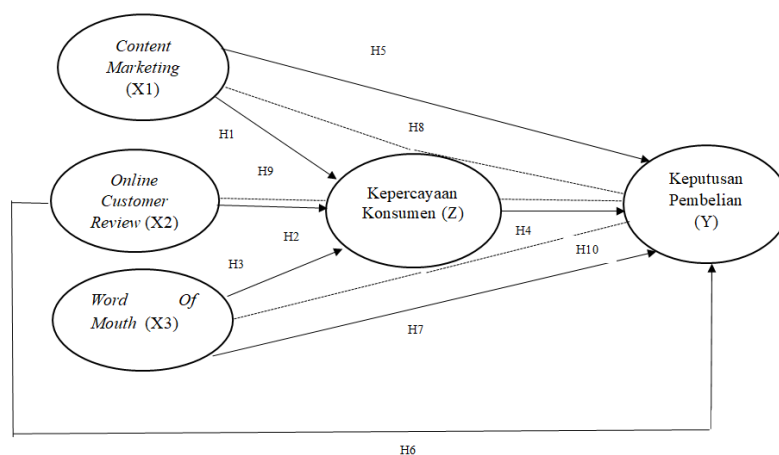 Content
Marketing
(X1)
H5
H1
H8
H9
Online
Customer
Review (X2)
Kepercayaan
Konsumen (Z)
Keputusan
Pembelian
(Y)
H2
H4
H3
H10
Word Of
Mouth (X3)
H7
H6